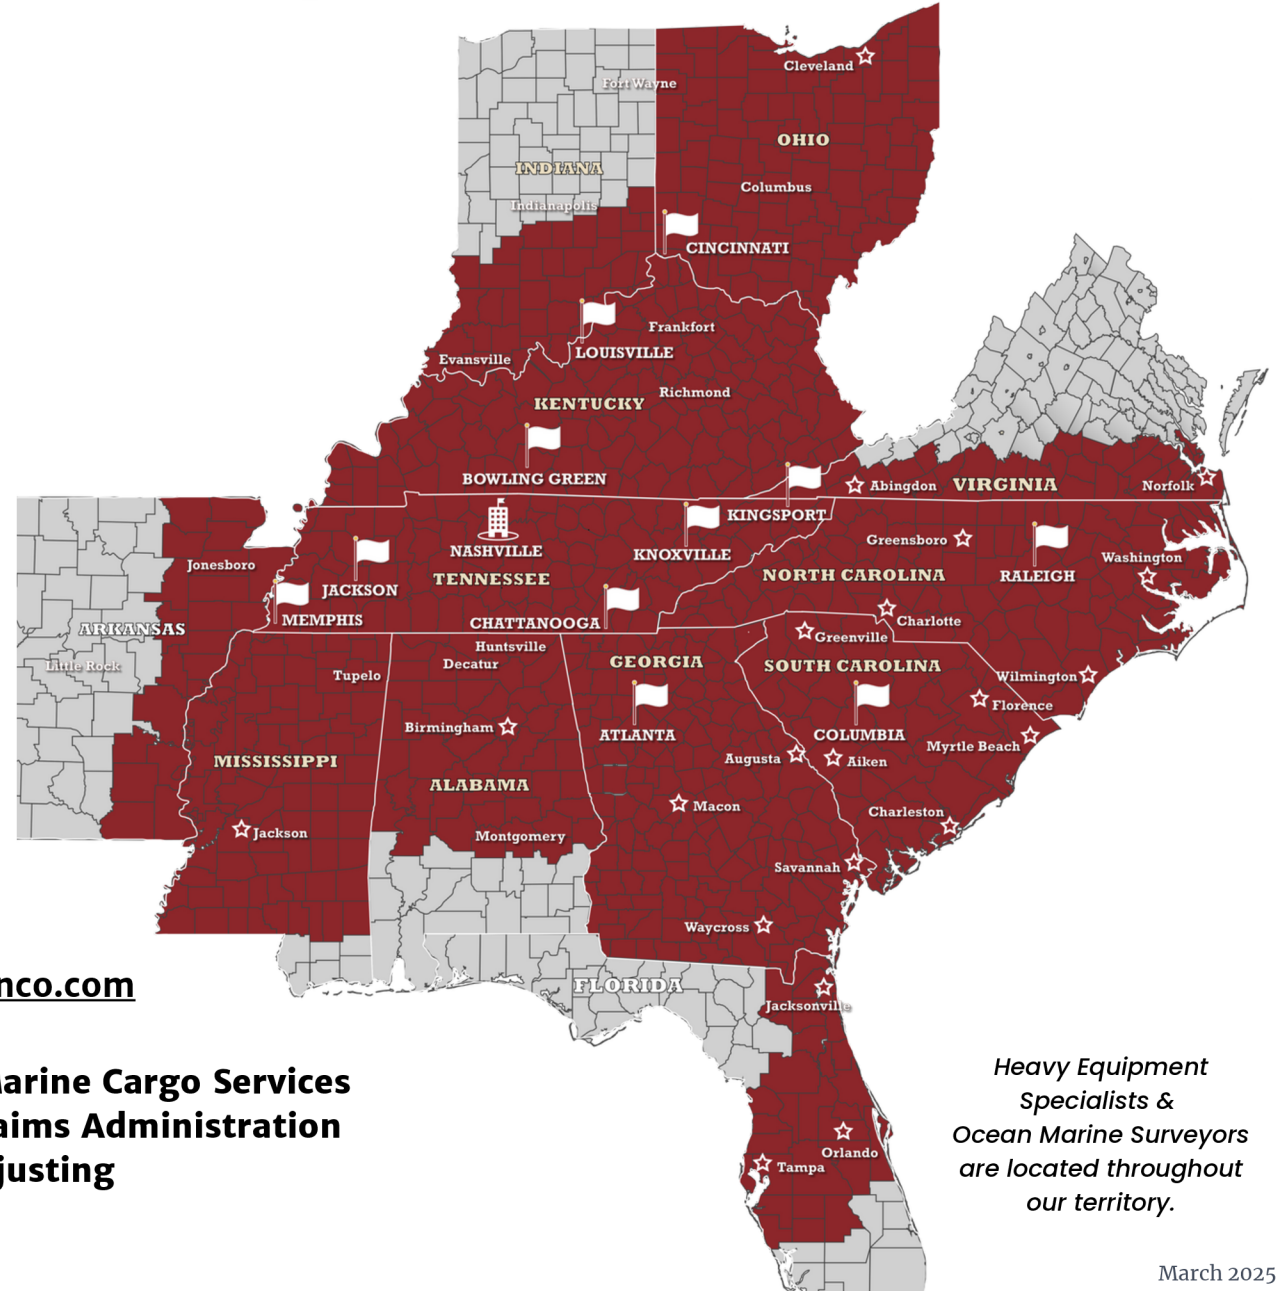 Cleveland
Fort Wayne
OHIO
INDIANA
Columbus
Indianapolis
CINCINNATI
Frankfort
LOUISVILLE
Evansville
Richmond
KENTUCKY
BOWLING GREEN
Abingdon
VIRGINIA
Norfolk
KINGSPORT
NASHVILLE
KNOXVILLE
Greensboro
RALEIGH
Washington
Jonesboro
TENNESSEE
NORTH CAROLINA
JACKSON
MEMPHIS
CHATTANOOGA
Charlotte
ARKANSAS
Greenville
Huntsville
Decatur
GEORGIA
SOUTH CAROLINA
Little Rock
Tupelo
Wilmington
Florence
Birmingham
ATLANTA
COLUMBIA
Myrtle Beach
MISSISSIPPI
Augusta
Aiken
ALABAMA
Macon
Charleston
Jackson
Montgomery
Savannah
Waycross
FLORIDA
Jacksonville
Orlando
Tampa
nco.com
arine Cargo Services
aims Administration
justing
Heavy Equipment
Specialists &
Ocean Marine Surveyors
are located throughout
our territory.
March 2025